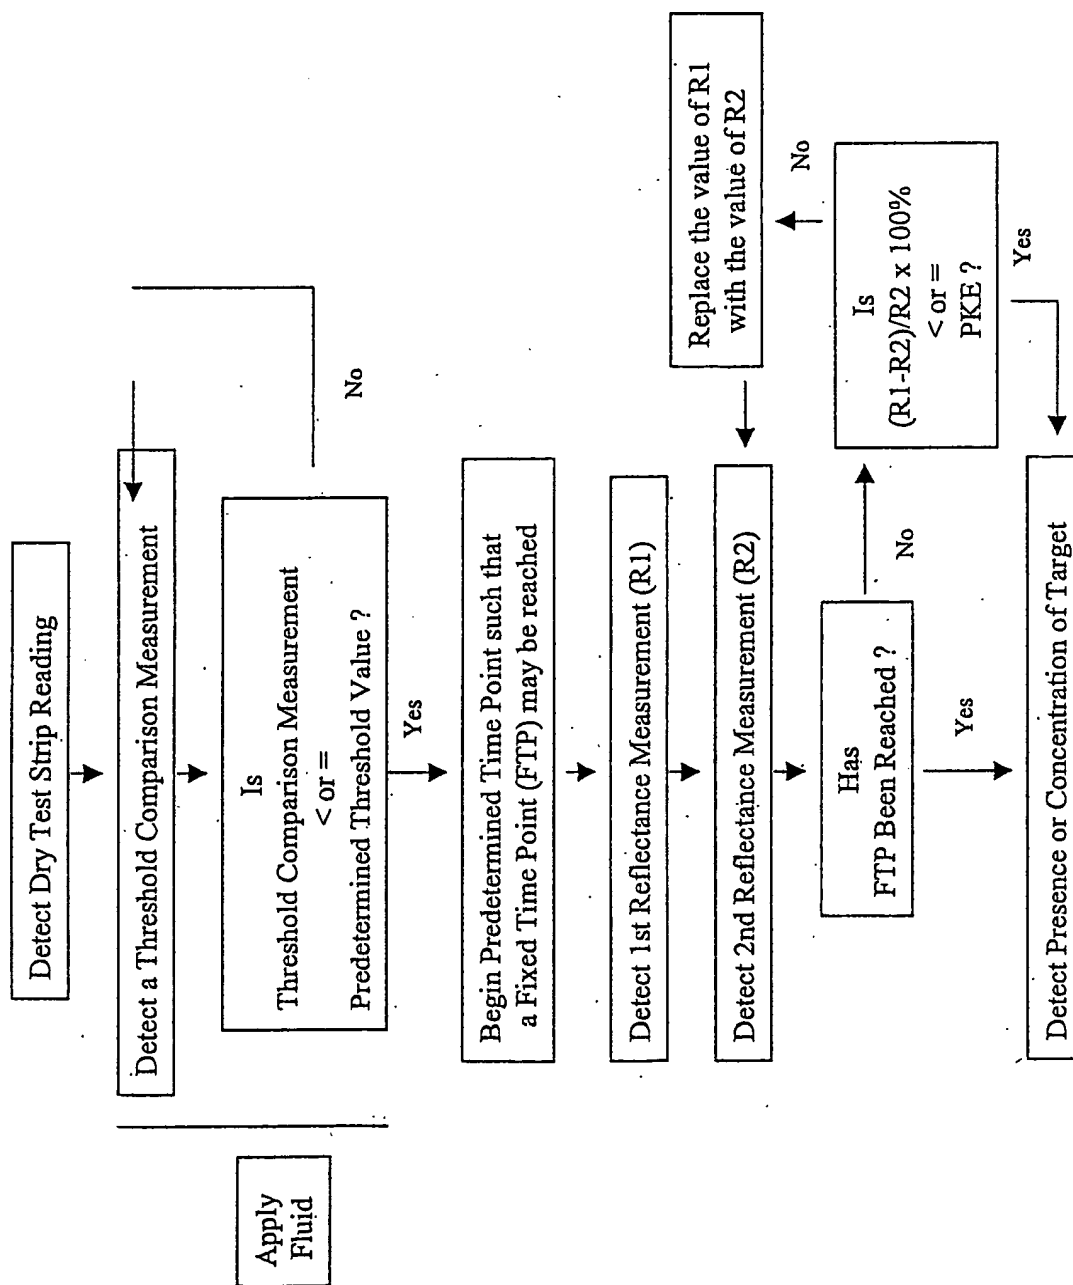 Detect Dry Test Strip Reading
Detect a Threshold Comparison Measurement
Apply
Fluid
Is
Threshold Comparison Measurement
< or =
Predetermined Threshold Value ?
No
Yes
Begin Predetermined Time Point such that
a Fixed Time Point (FTP) may be reached
Detect 1st Reflectance Measurement (R1)
Detect 2nd Reflectance Measurement (R2)
Replace the value of R1
with the value of R2
Has
FTP Been Reached ?
No
Is
(R1-R2)/R2 x 100%
< or =
PKE ?
No
Yes
Yes
Detect Presence or Concentration of Target